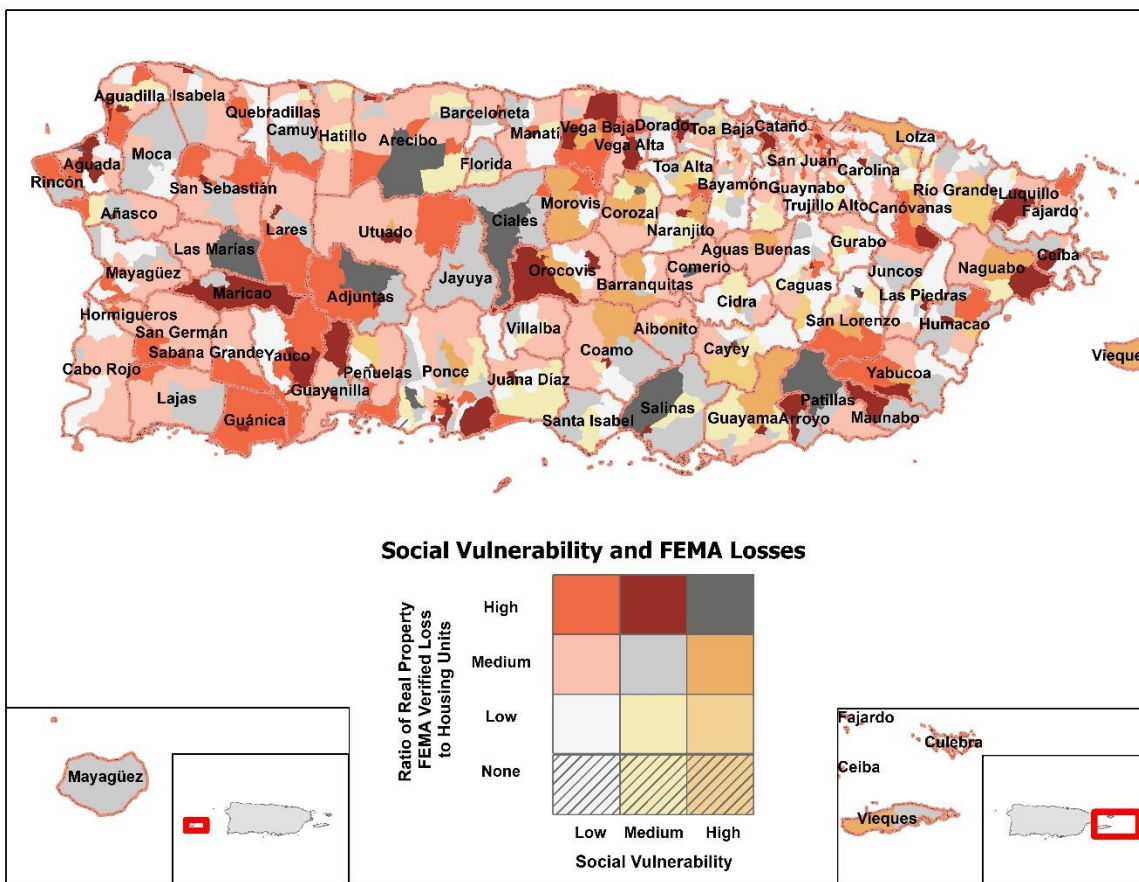 Aguadilla
Isabela
Quebradillas
Camuy
Hatillo
Arecibo
Barceloneta
Manatí
Vega Baja
Dorado
Toa Baja
Cataño
Loíza
Aguada
Moca
Florida
Vega Alta
Rincón
San Sebastián
Toa Alta
San Juan
Carolina
Bayamón
Guaynabo
Río Grande
Luquillo
Añasco
Ciales
Morovis
Corozal
Trujillo Alto
Canóvanas
Fajardo
Lares
Utuado
Naranjito
Las Marías
Aguas Buenas
Gurabo
Ceiba
Mayagüez
Jayuya
Orocovis
Comerio
Juncos
Naguabo
Maricao
Adjuntas
Barranquitas
Caguas
Cidra
Las Piedras
Hormigueros
San Germán
Villalba
Aibonito
San Lorenzo
Humacao
Sabana Grande
Yauco
Coamo
Cayey
Vieque
Cabo Rojo
Peñuelas
Ponce
Juana Díaz
Yabucoa
Guayanilla
Lajas
Guánica
Santa Isabel
Salinas
Guayama
Arroyo
Patillas
Maunabo
Social Vulnerability and FEMA Losses
Ratio of Real Property
FEMA Verified Loss
to Housing Units
High
Medium
Low
None
Low
Medium
High
Social Vulnerability
Mayagüez
Fajardo
Culebra
Ceiba
Vieques